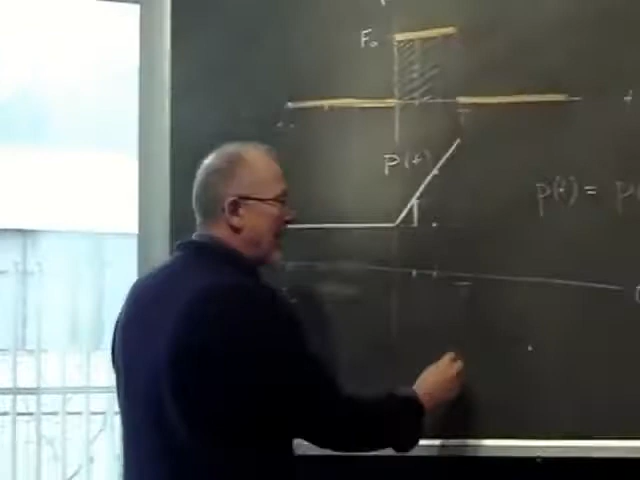 F₀
t
p(t)
p(t) = p(